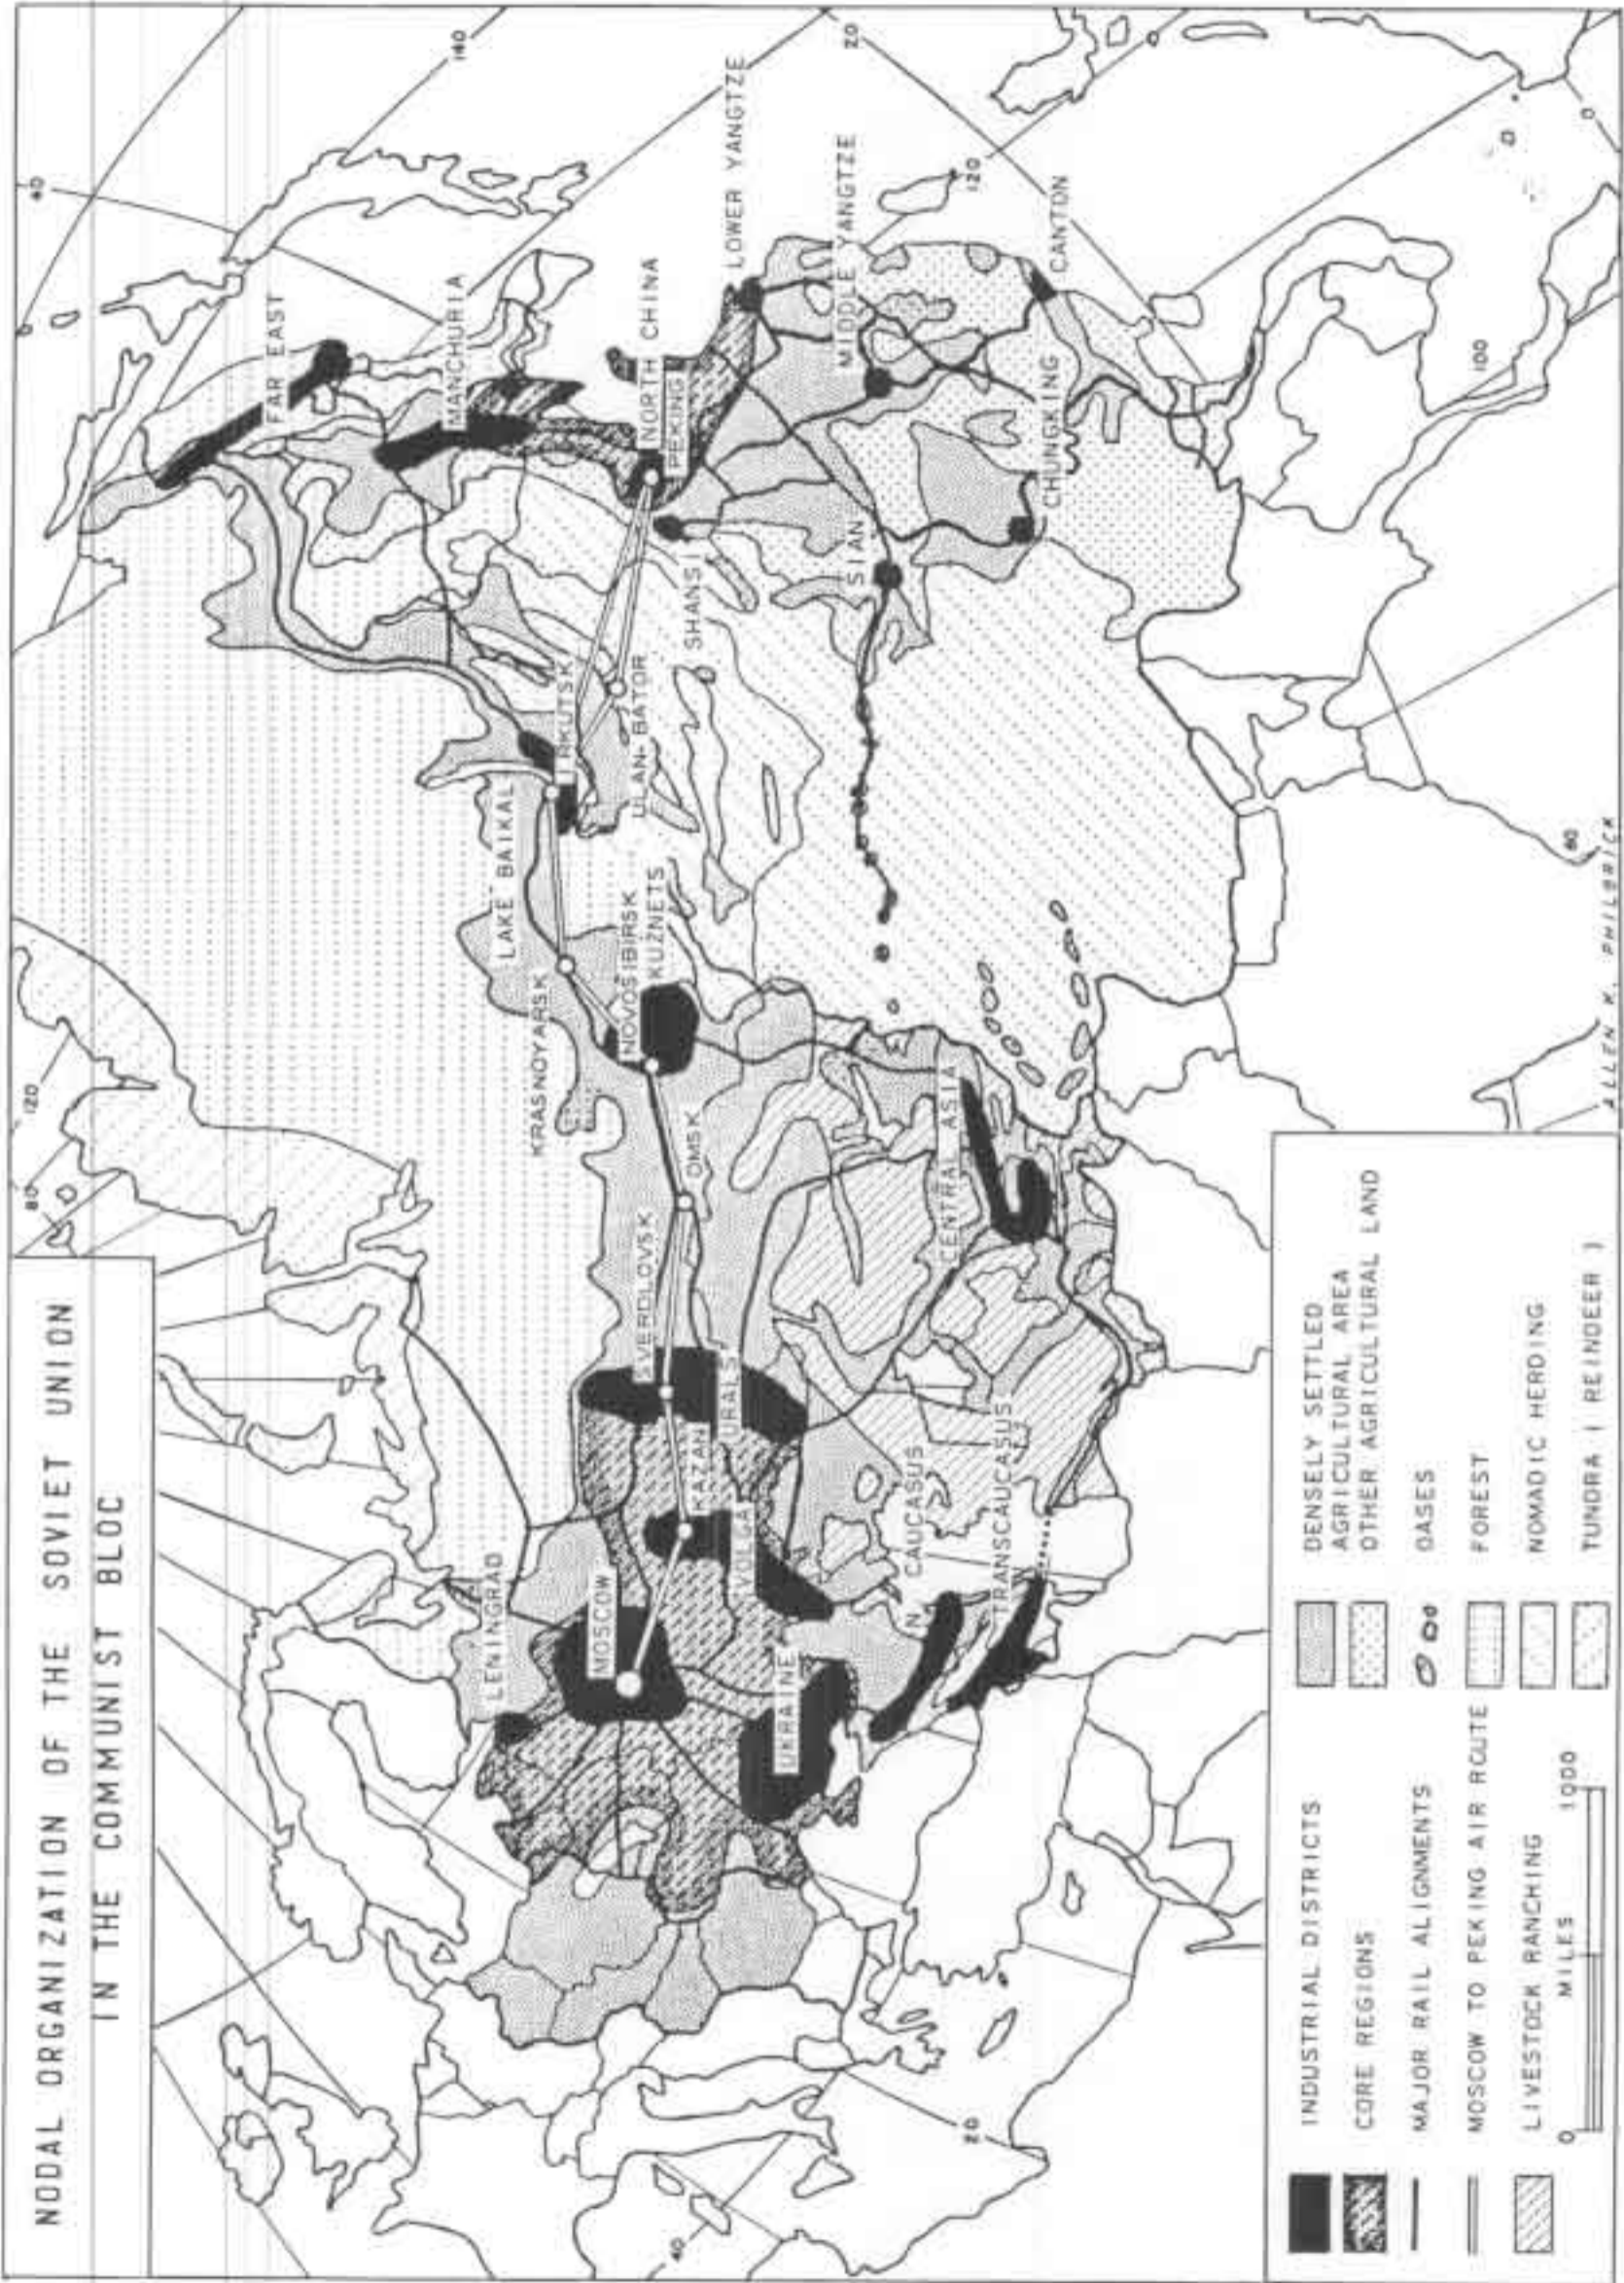 NODAL ORGANIZATION OF THE SOVIET UNION
IN THE COMMUNIST BLOC
40
80
120
40
140
20
120
20
100
0
60
LENINGRAD
MOSCOW
UKRAINE
VOLGA
KAZAN
URALS
SVERDLOVSK
N CAUCASUS
TRANSCAUCASUS
CENTRAL ASIA
OMSK
KRASNOYARSK
NOVOSIBIRSK
KUZNETS
LAKE BAIKAL
IRKUTSK
ULAN-BATOR
SHANSI
SIAN
FAR EAST
MANCHURIA
NORTH CHINA
PEKING
LOWER YANGTZE
MIDDLE YANGTZE
CHUNGKING
CANTON
INDUSTRIAL DISTRICTS
CORE REGIONS
MAJOR RAIL ALIGNMENTS
MOSCOW TO PEKING AIR ROUTE
LIVESTOCK RANCHING
0 MILES 1000
DENSELY SETTLED
AGRICULTURAL AREA
OTHER AGRICULTURAL LAND
OASES
FOREST
NOMADIC HERDING
TUNDRA ( REINDEER )
ALLEN K. PHILBRICK